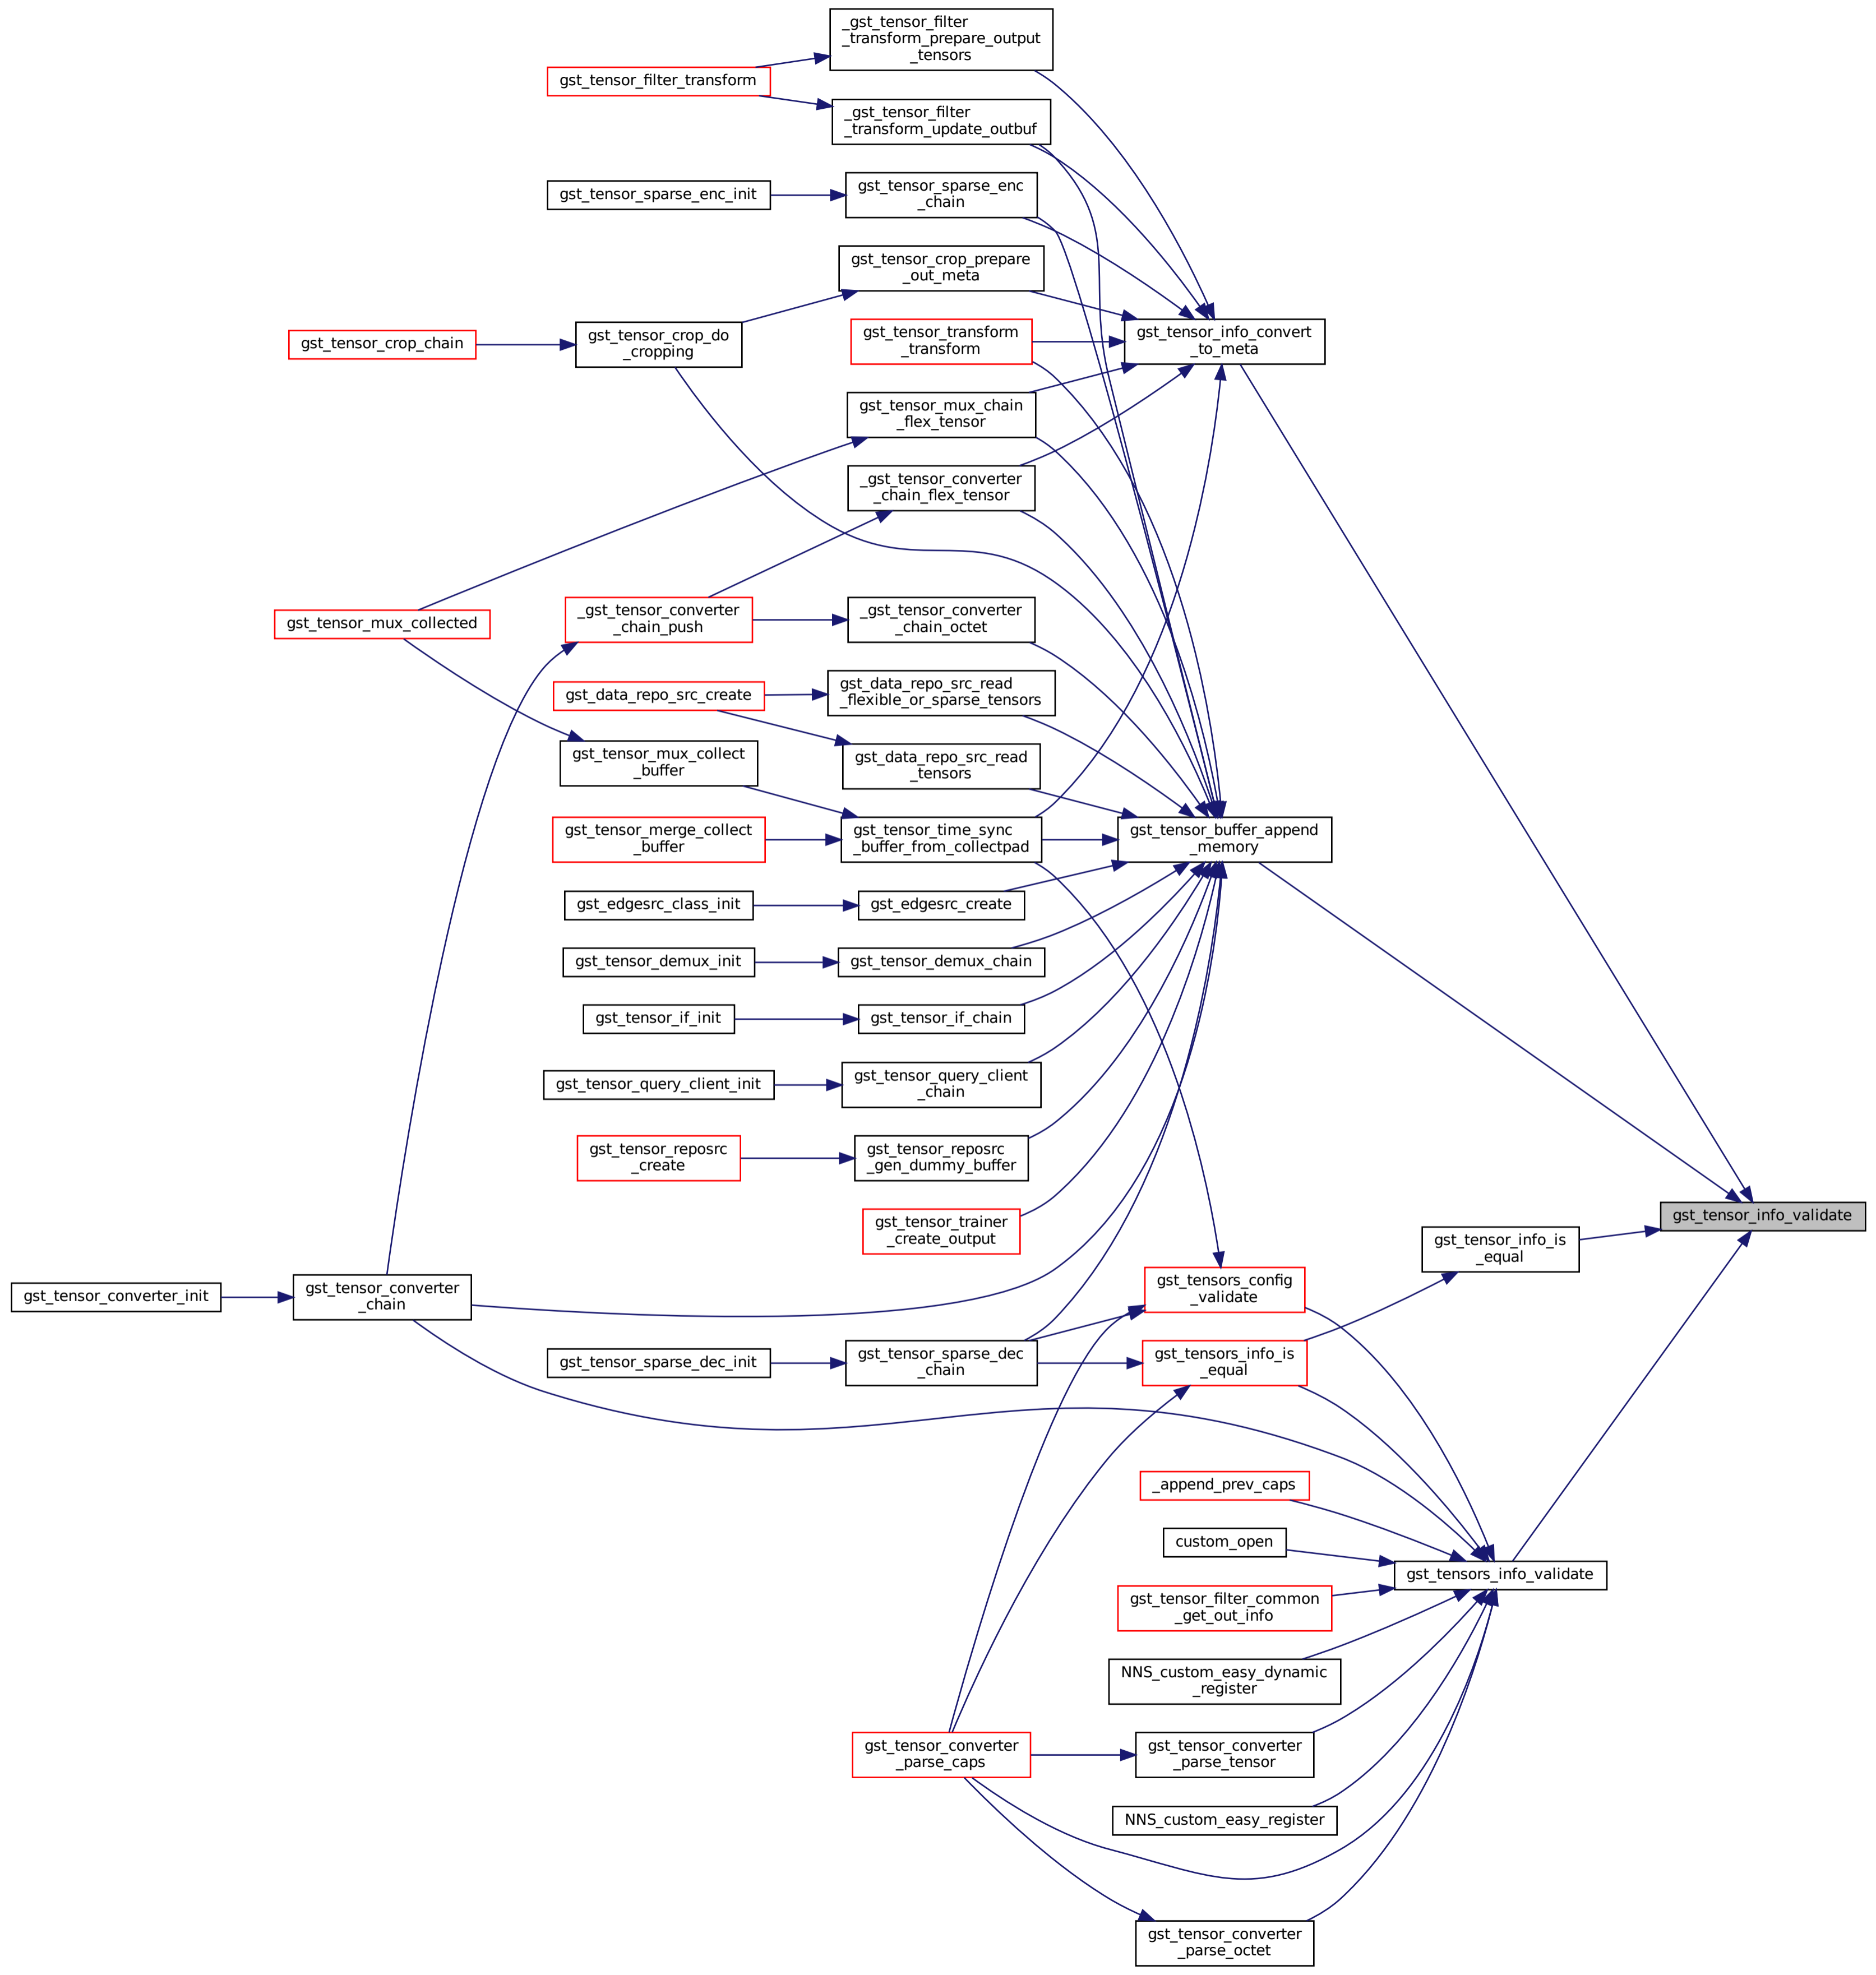 _gst_tensor_filter
_transform_prepare_output
_tensors
gst_tensor_filter_transform
_gst_tensor_filter
_transform_update_outbuf
gst_tensor_sparse_enc_init
gst_tensor_sparse_enc
_chain
gst_tensor_crop_prepare
_out_meta
gst_tensor_crop_chain
gst_tensor_crop_do
_cropping
gst_tensor_transform
_transform
gst_tensor_info_convert
_to_meta
gst_tensor_mux_chain
_flex_tensor
_gst_tensor_converter
_chain_flex_tensor
gst_tensor_mux_collected
_gst_tensor_converter
_chain_push
_gst_tensor_converter
_chain_octet
gst_data_repo_src_create
gst_data_repo_src_read
_flexible_or_sparse_tensors
gst_tensor_mux_collect
_buffer
gst_data_repo_src_read
_tensors
gst_tensor_merge_collect
_buffer
gst_tensor_time_sync
_buffer_from_collectpad
gst_tensor_buffer_append
_memory
gst_edgesrc_class_init
gst_edgesrc_create
gst_tensor_demux_init
gst_tensor_demux_chain
gst_tensor_if_init
gst_tensor_if_chain
gst_tensor_query_client_init
gst_tensor_query_client
_chain
gst_tensor_reposrc
_create
gst_tensor_reposrc
_gen_dummy_buffer
gst_tensor_trainer
_create_output
gst_tensor_info_validate
gst_tensor_info_is
_equal
gst_tensor_converter_init
gst_tensor_converter
_chain
gst_tensors_config
_validate
gst_tensor_sparse_dec_init
gst_tensor_sparse_dec
_chain
gst_tensors_info_is
_equal
_append_prev_caps
custom_open
gst_tensors_info_validate
gst_tensor_filter_common
_get_out_info
NNS_custom_easy_dynamic
_register
gst_tensor_converter
_parse_caps
gst_tensor_converter
_parse_tensor
NNS_custom_easy_register
gst_tensor_converter
_parse_octet